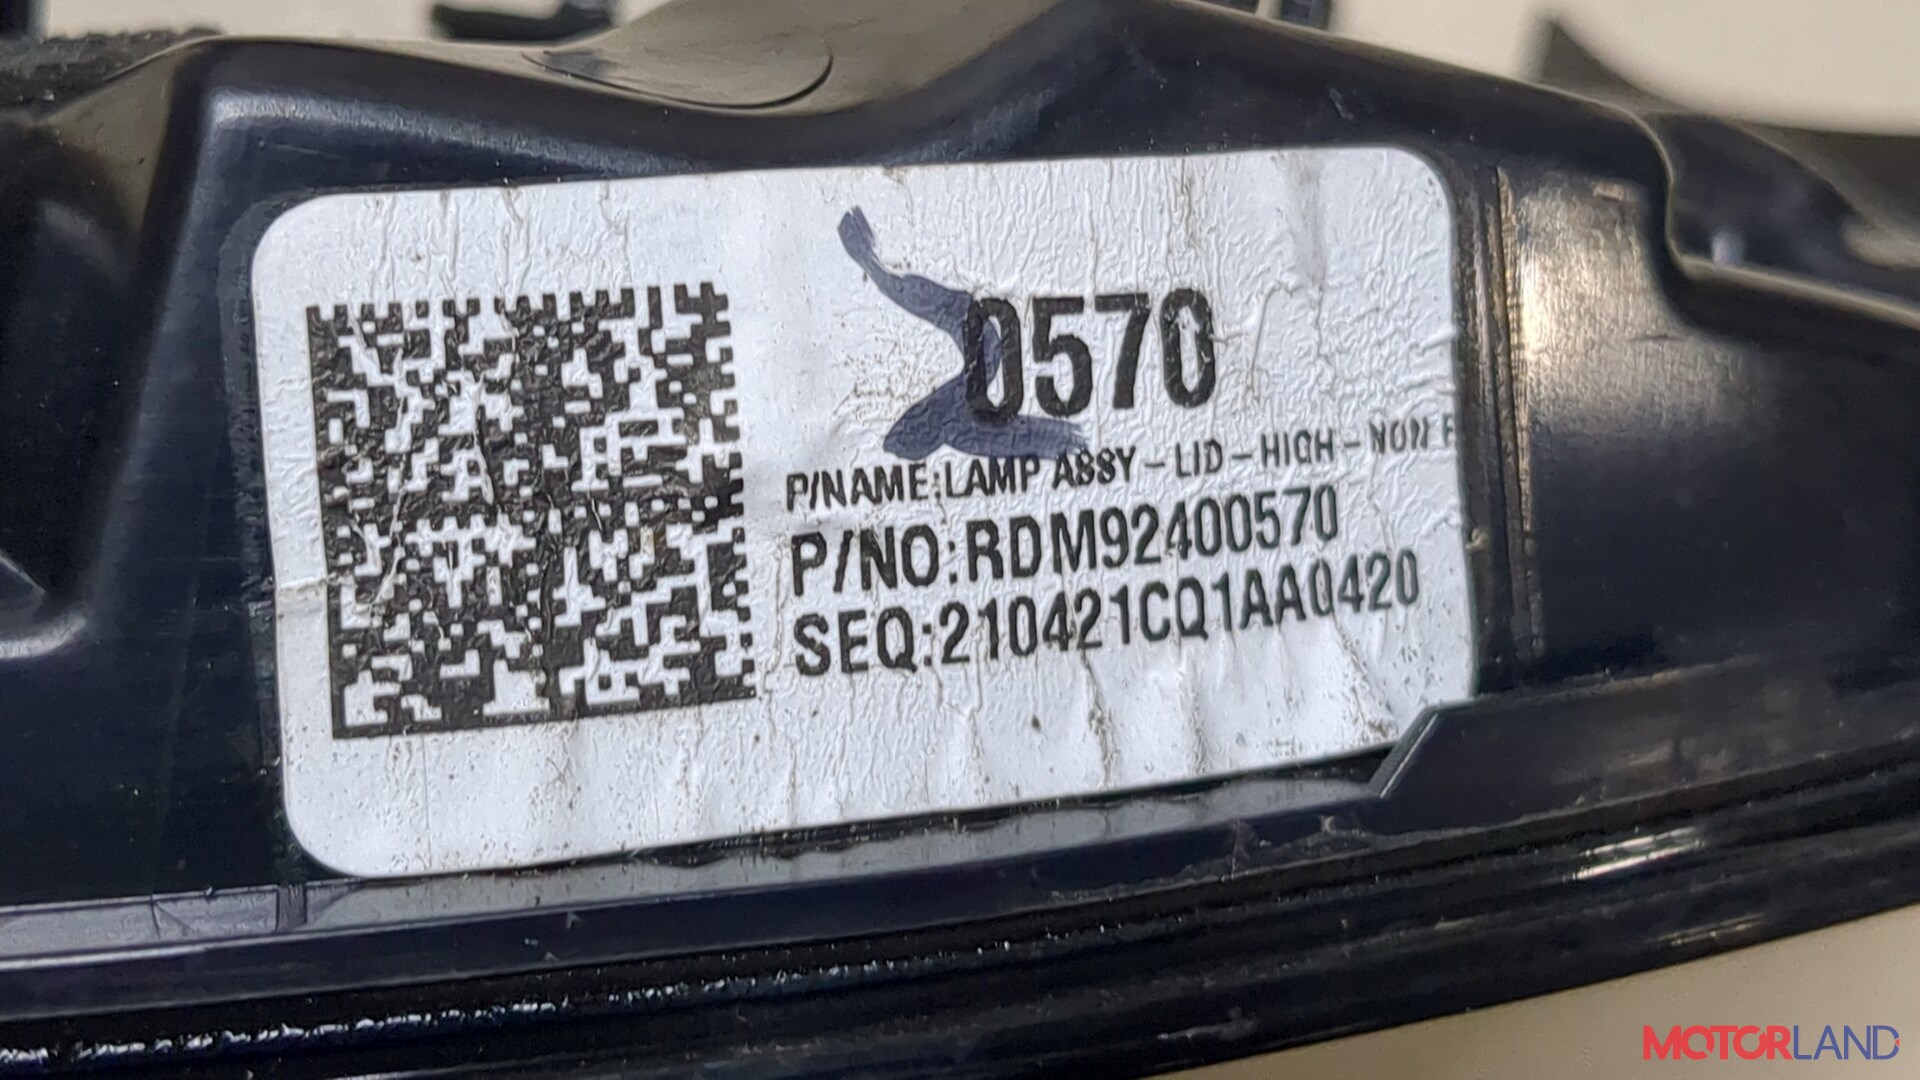 0570
P/NAME:LAMP ASSY-LID-HIGH-NON F
P/NO:RDM92400570
SEQ:210421CQ1AA0420
MOTORLAND